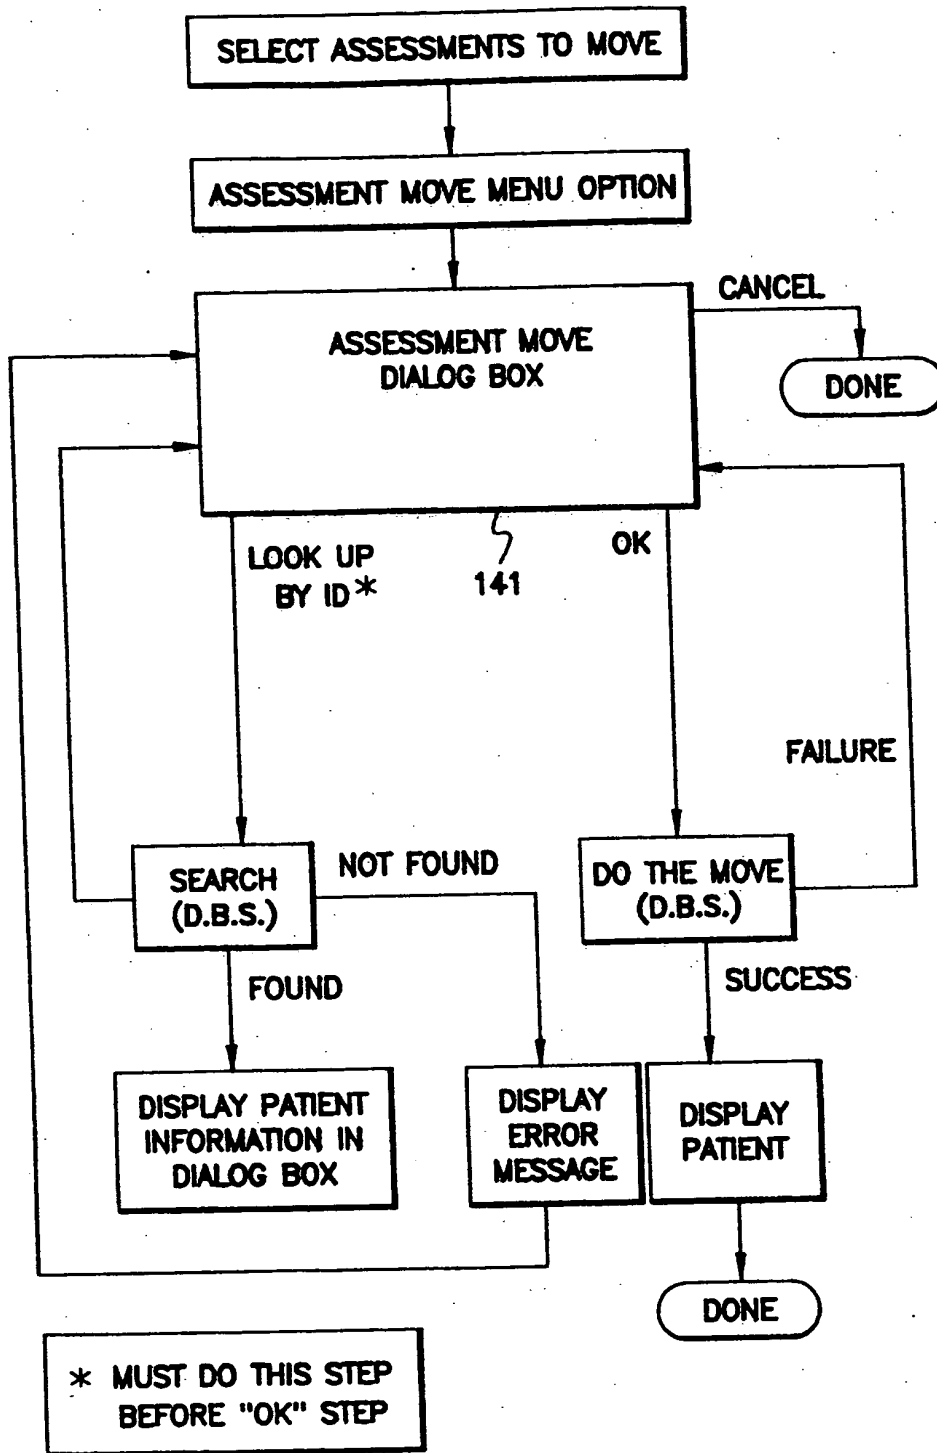 SELECT ASSESSMENTS TO MOVE
ASSESSMENT MOVE MENU OPTION
CANCEL
ASSESSMENT MOVE
DIALOG BOX
DONE
LOOK UP
BY ID*
141
OK
FAILURE
SEARCH
(D.B.S.)
NOT FOUND
DO THE MOVE
(D.B.S.)
FOUND
SUCCESS
DISPLAY PATIENT
INFORMATION IN
DIALOG BOX
DISPLAY
ERROR
MESSAGE
DISPLAY
PATIENT
DONE
* MUST DO THIS STEP
BEFORE "OK" STEP